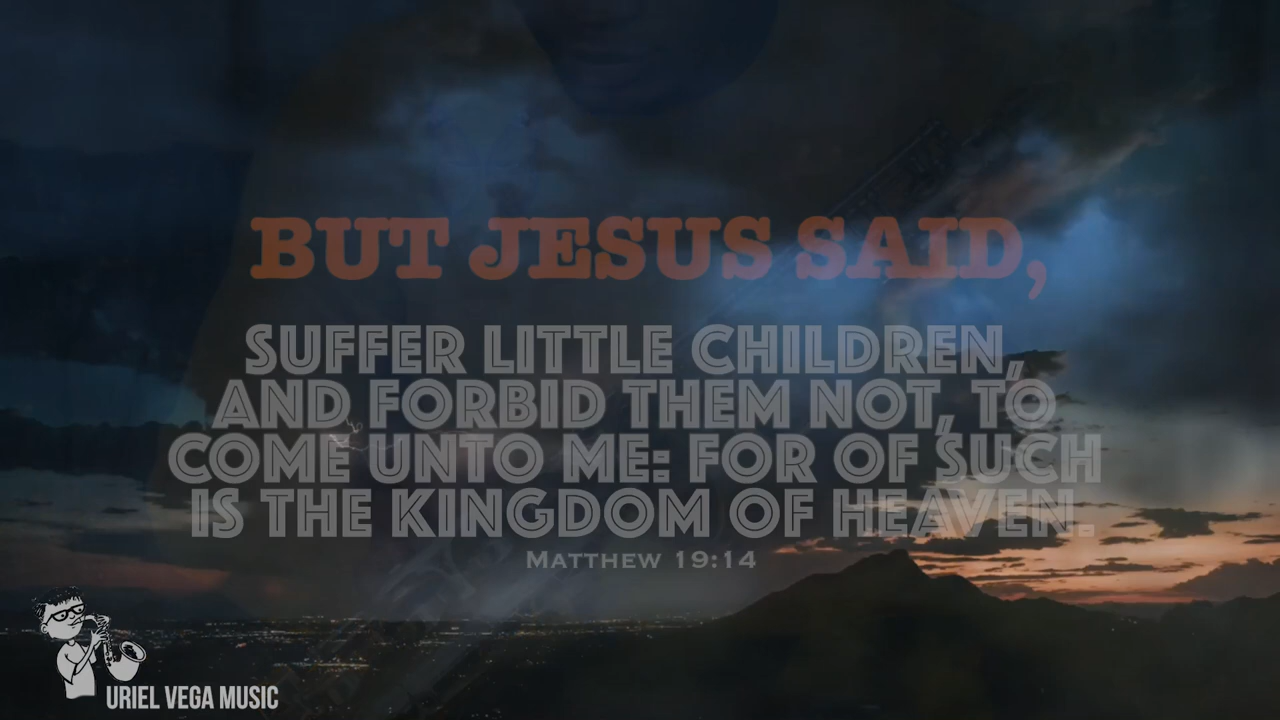 BUT JESUS SAID,
SUFFER LITTLE CHILDREN,
AND FORBID THEM NOT, TO
COME UNTO ME: FOR OF SUCH
IS THE KINGDOM OF HEAVEN.
MATTHEW 19:14
URIEL VEGA MUSIC